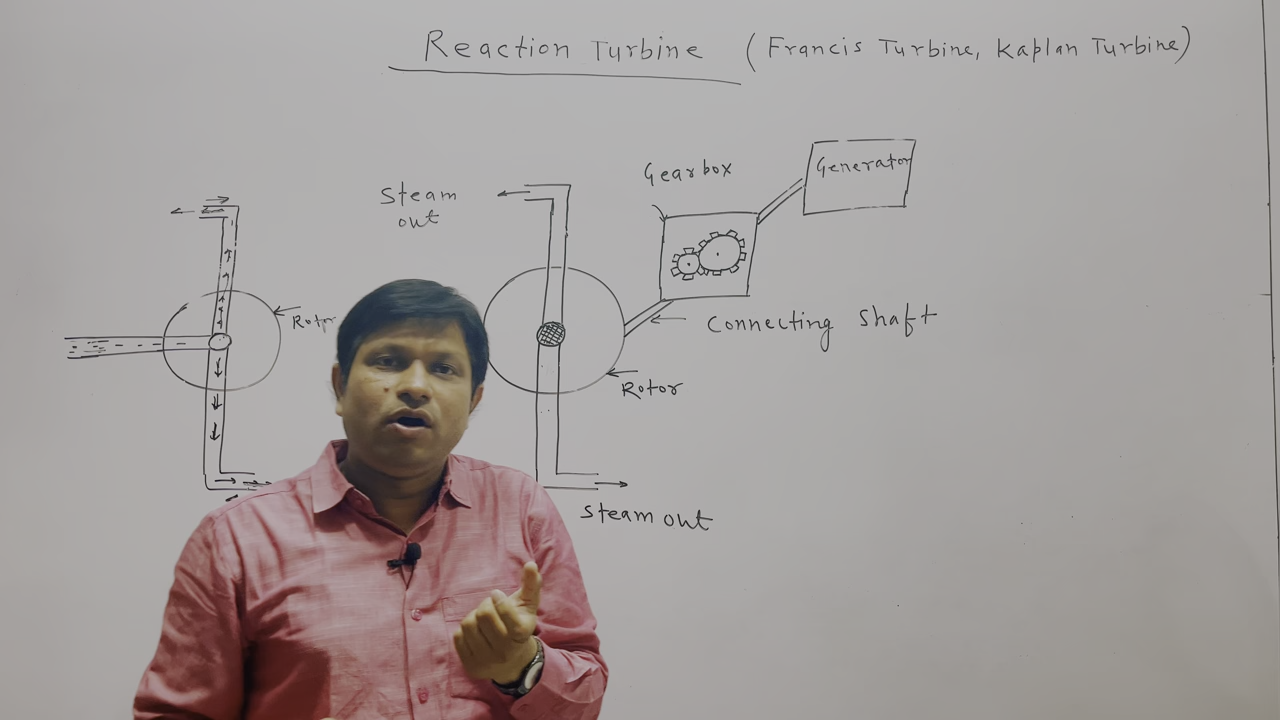 Reaction Turbine (Francis Turbine, Kaplan Turbine)
Generator
Gearbox
Steam
out
Connecting Shaft
Rotor
Rotor
Steam out